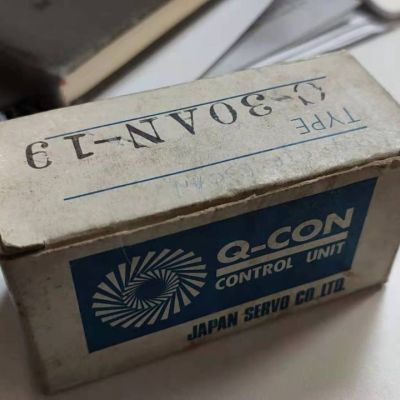 TYPE
Q-30AN-19
Q-CON
CONTROL UNIT
JAPAN SERVO CO.,LTD.